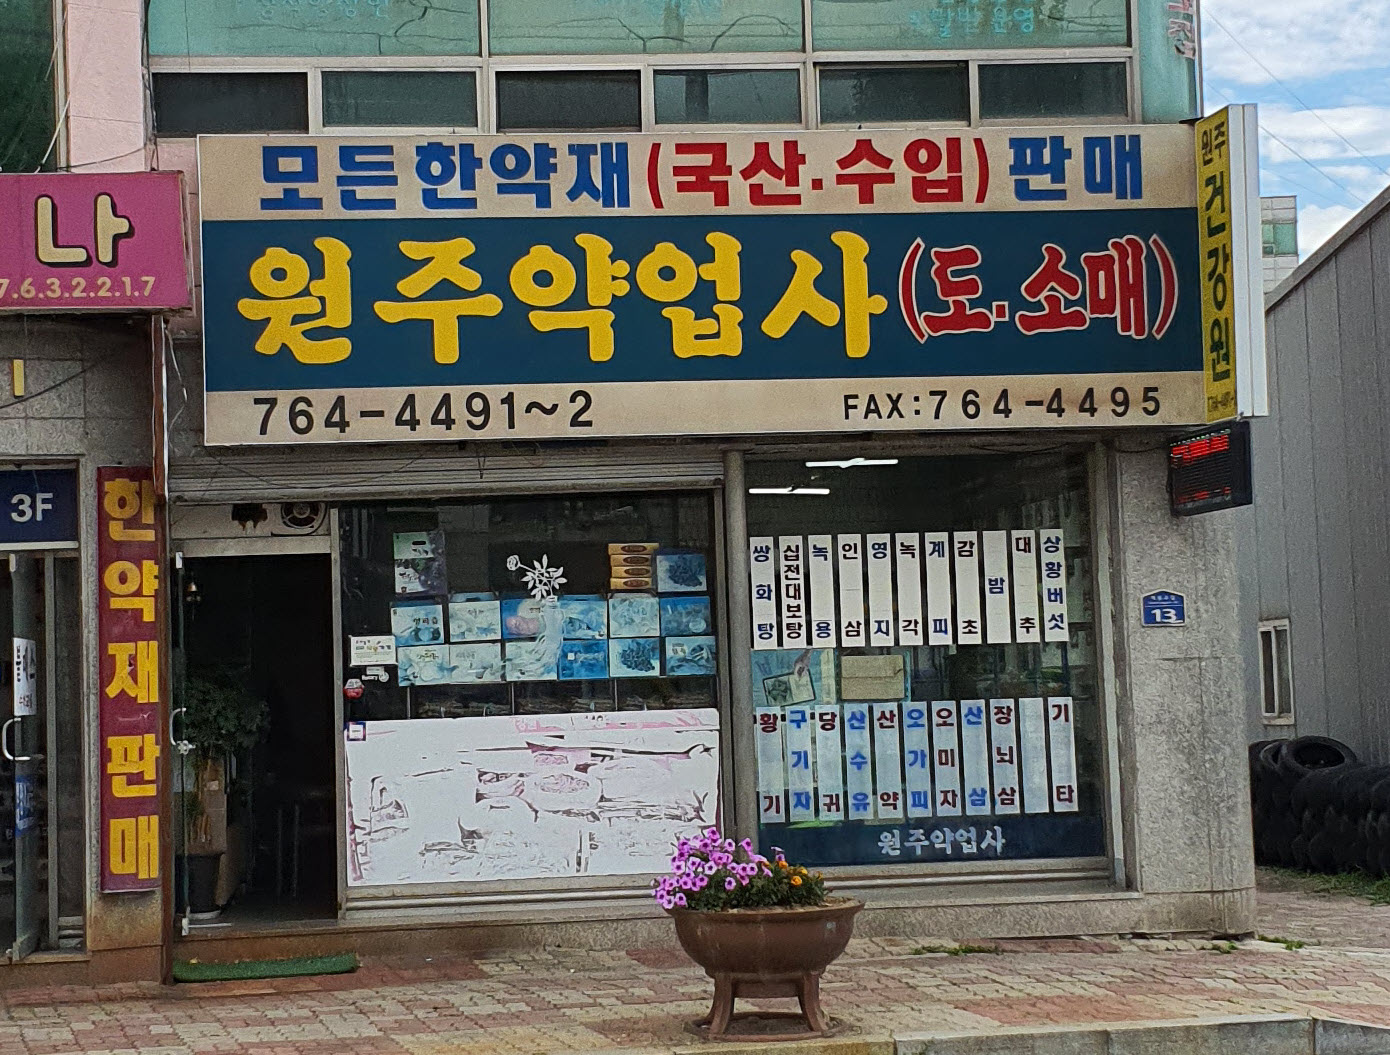 모든한약재(국산.수입)판매
원주약업사(도.소매)
764-4491~2
FAX:764-4495
원주건강원
나
7.6.3.2.2.1.7
3F
한약재판매
쌍화탕
십전대보탕
녹용
인삼
영지
녹각
계피
감초
밤
대추
상황버섯
13
황기
구기자
당귀
산수유
산약
오가피
오미자
산삼
장뇌삼
기타
원주약업사